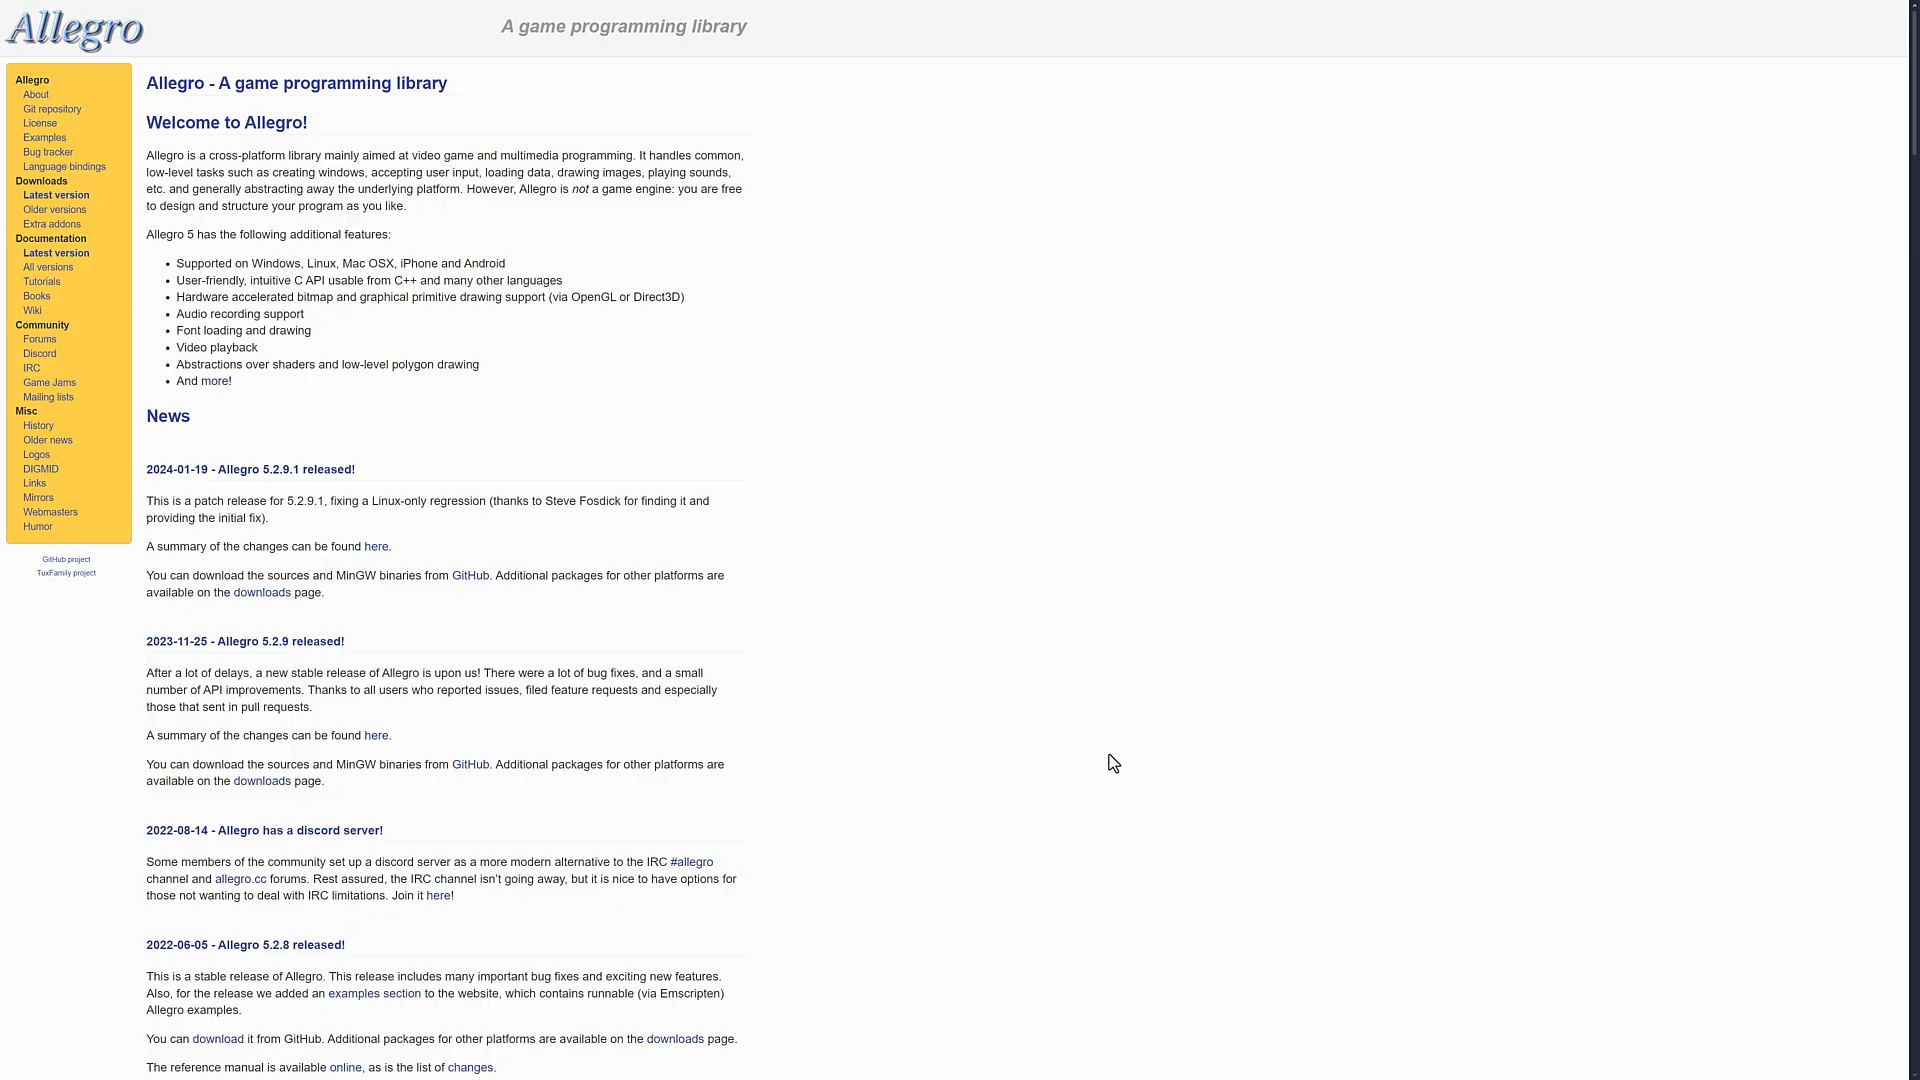 Allegro
A game programming library
Allegro
About
Git repository
License
Examples
Bug tracker
Language bindings
Downloads
Latest version
Older versions
Extra addons
Documentation
Latest version
All versions
Tutorials
Books
Wiki
Community
Forums
Discord
IRC
Game Jams
Mailing lists
Misc
History
Older news
Logos
DIGMID
Links
Mirrors
Webmasters
Humor
GitHub project
TuxFamily project
Allegro - A game programming library
Welcome to Allegro!
Allegro is a cross-platform library mainly aimed at video game and multimedia programming. It handles common,
low-level tasks such as creating windows, accepting user input, loading data, drawing images, playing sounds,
etc. and generally abstracting away the underlying platform. However, Allegro is not a game engine: you are free
to design and structure your program as you like.
Allegro 5 has the following additional features:
• Supported on Windows, Linux, Mac OSX, iPhone and Android
• User-friendly, intuitive C API usable from C++ and many other languages
• Hardware accelerated bitmap and graphical primitive drawing support (via OpenGL or Direct3D)
• Audio recording support
• Font loading and drawing
• Video playback
• Abstractions over shaders and low-level polygon drawing
• And more!
News
2024-01-19 - Allegro 5.2.9.1 released!
This is a patch release for 5.2.9.1, fixing a Linux-only regression (thanks to Steve Fosdick for finding it and
providing the initial fix).
A summary of the changes can be found here.
You can download the sources and MinGW binaries from GitHub. Additional packages for other platforms are
available on the downloads page.
2023-11-25 - Allegro 5.2.9 released!
After a lot of delays, a new stable release of Allegro is upon us! There were a lot of bug fixes, and a small
number of API improvements. Thanks to all users who reported issues, filed feature requests and especially
those that sent in pull requests.
A summary of the changes can be found here.
You can download the sources and MinGW binaries from GitHub. Additional packages for other platforms are
available on the downloads page.
2022-08-14 - Allegro has a discord server!
Some members of the community set up a discord server as a more modern alternative to the IRC #allegro
channel and allegro.cc forums. Rest assured, the IRC channel isn't going away, but it is nice to have options for
those not wanting to deal with IRC limitations. Join it here!
2022-06-05 - Allegro 5.2.8 released!
This is a stable release of Allegro. This release includes many important bug fixes and exciting new features.
Also, for the release we added an examples section to the website, which contains runnable (via Emscripten)
Allegro examples.
You can download it from GitHub. Additional packages for other platforms are available on the downloads page.
The reference manual is available online, as is the list of changes.